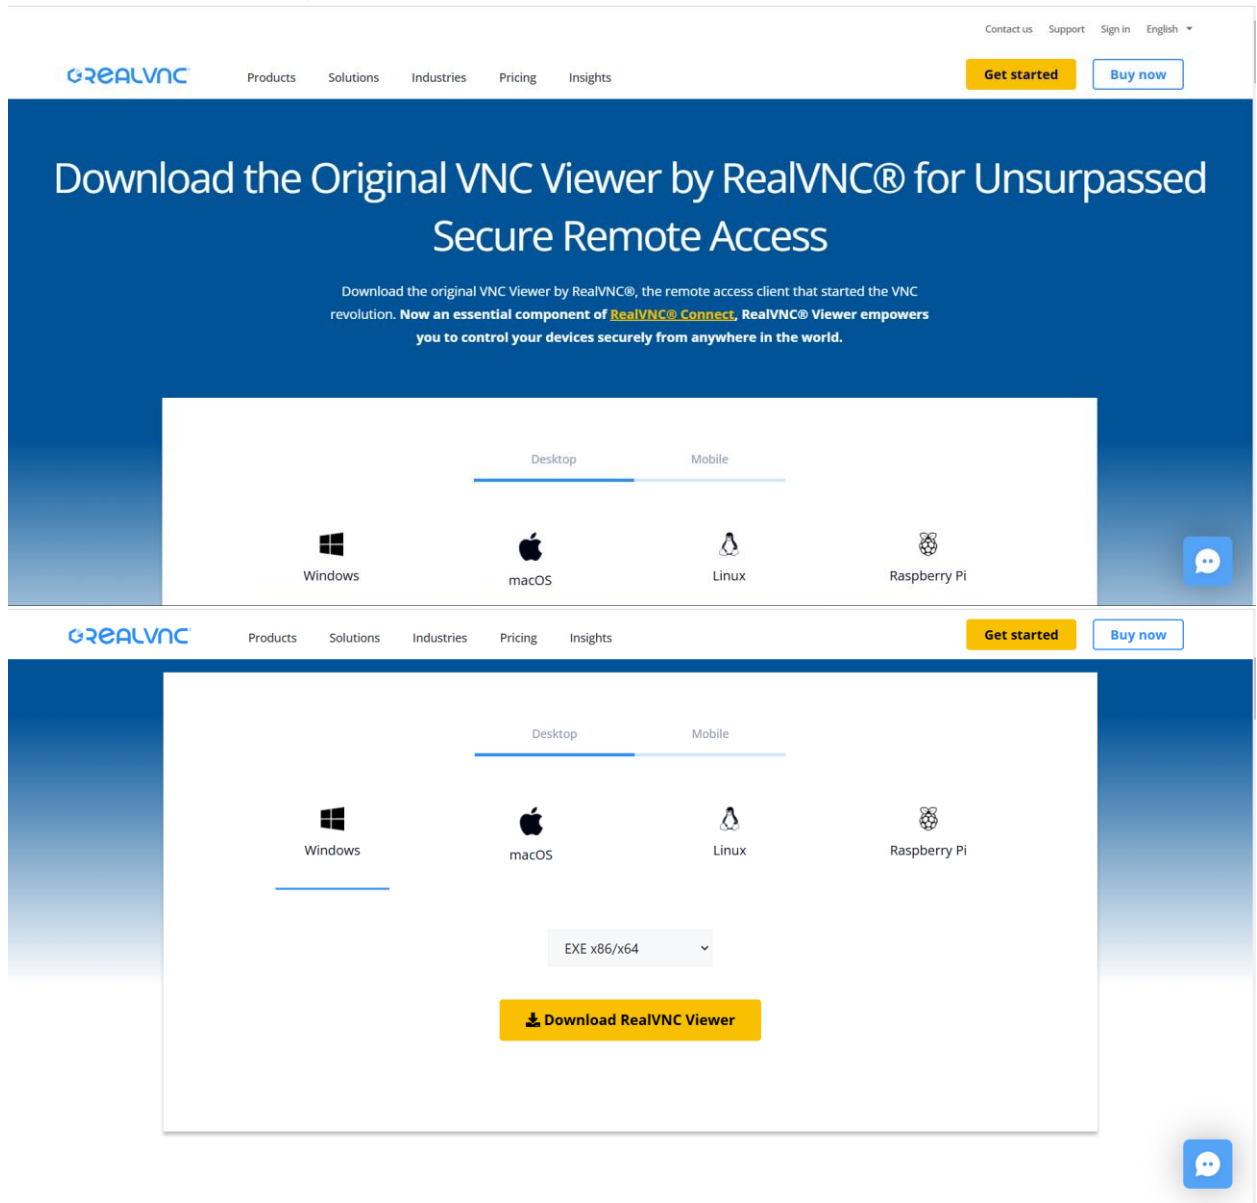 Contact us Support Sign in English
REALVNC Products Solutions Industries Pricing Insights Get started Buy now
Download the Original VNC Viewer by RealVNC® for Unsurpassed
Secure Remote Access
Download the original VNC Viewer by RealVNC®, the remote access client that started the VNC
revolution. Now an essential component of RealVNC® Connect, RealVNC® Viewer empowers
you to control your devices securely from anywhere in the world.
Desktop Mobile
Windows macOS Linux Raspberry Pi
REALVNC Products Solutions Industries Pricing Insights Get started Buy now
Desktop Mobile
Windows macOS Linux Raspberry Pi
EXE x86/x64
Download RealVNC Viewer